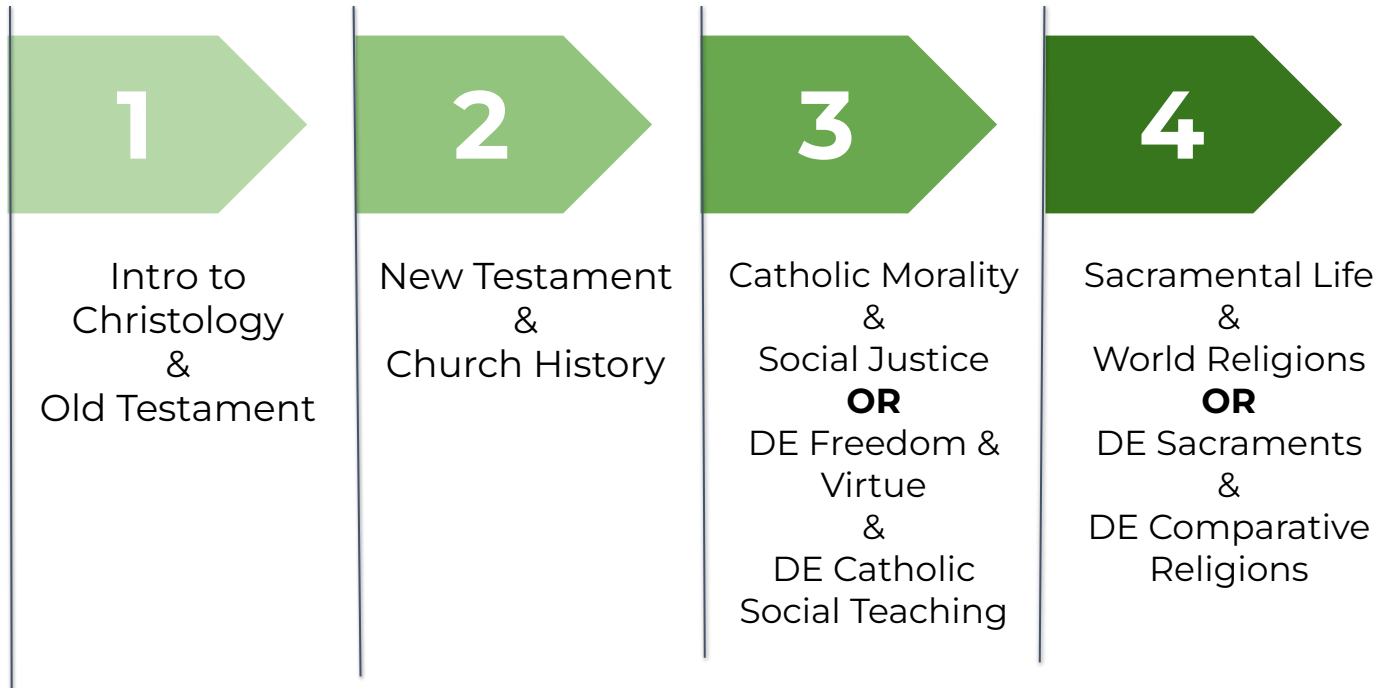 1
Intro to
Christology
&
Old Testament
2
New Testament
&
Church History
3
Catholic Morality
&
Social Justice
OR
DE Freedom &
Virtue
&
DE Catholic
Social Teaching
4
Sacramental Life
&
World Religions
OR
DE Sacraments
&
DE Comparative
Religions